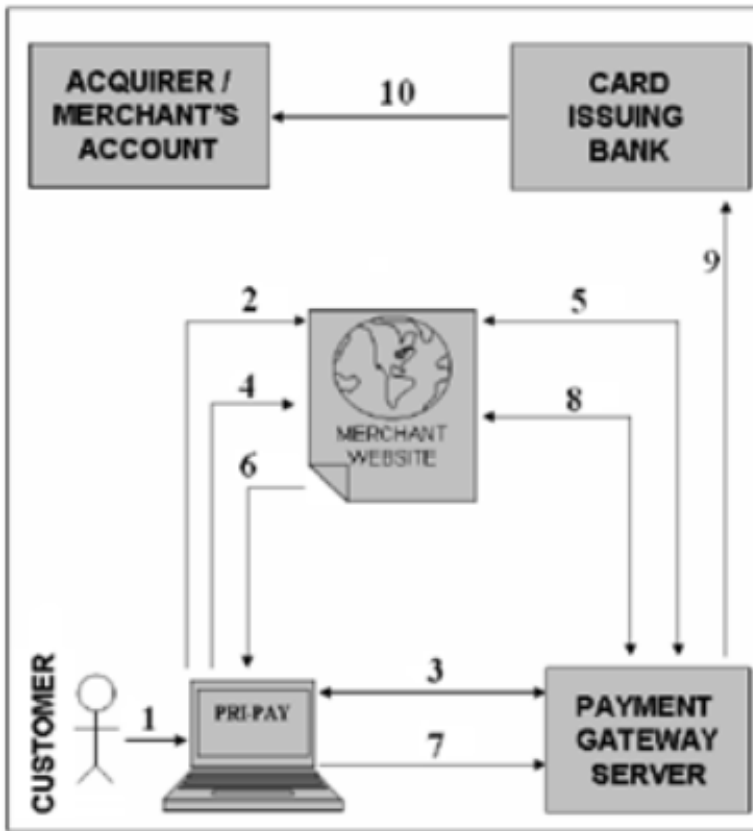 ACQUIRER /
MERCHANT'S
ACCOUNT
10
CARD
ISSUING
BANK
9
2
5
4
8
MERCHANT
WEBSITE
6
CUSTOMER
1
PRI-PAY
3
7
PAYMENT
GATEWAY
SERVER